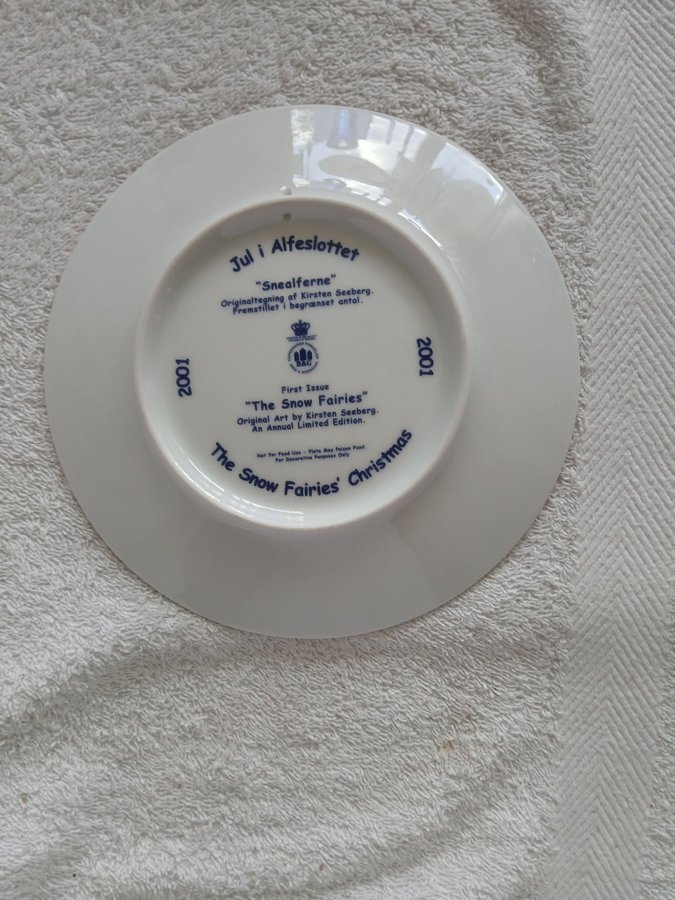 Jul i Alfeslottet
"Snealferne"
Originaltegning af Kirsten Seeberg.
Fremstillet i begrænset antal.
2001
2001
B&G
First Issue
"The Snow Fairies"
Original Art by Kirsten Seeberg.
An Annual Limited Edition.
Not for Food Use - Plate May Poison Food.
For Decorative Purposes Only
The Snow Fairies' Christmas